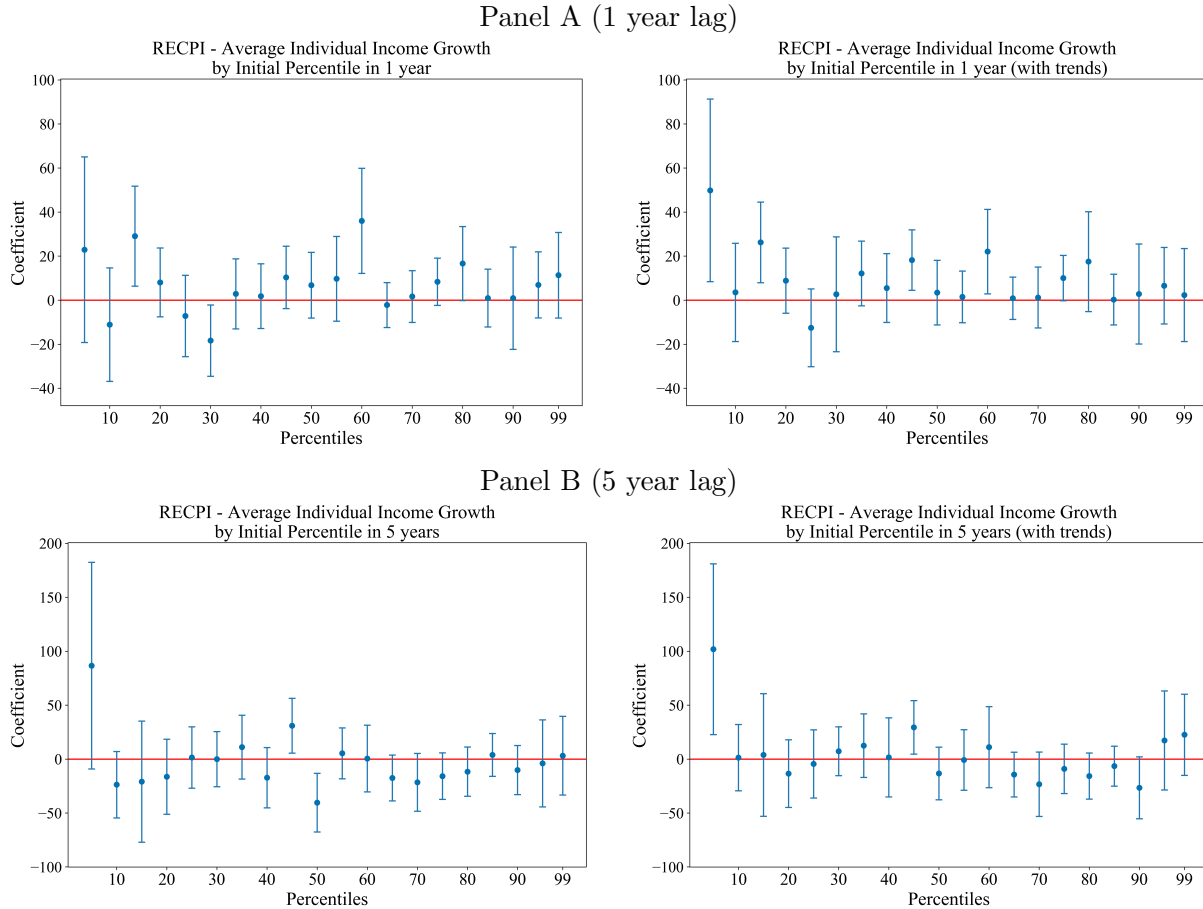 Panel A (1 year lag)
RECPI - Average Individual Income Growth
by Initial Percentile in 1 year
100
80
60
40
20
0
−20
−40
Coefficient
10 20 30 40 50 60 70 80 90 99
Percentiles
RECPI - Average Individual Income Growth
by Initial Percentile in 1 year (with trends)
100
80
60
40
20
0
−20
−40
Coefficient
10 20 30 40 50 60 70 80 90 99
Percentiles
Panel B (5 year lag)
RECPI - Average Individual Income Growth
by Initial Percentile in 5 years
200
150
100
50
0
−50
−100
Coefficient
10 20 30 40 50 60 70 80 90 99
Percentiles
RECPI - Average Individual Income Growth
by Initial Percentile in 5 years (with trends)
200
150
100
50
0
−50
−100
Coefficient
10 20 30 40 50 60 70 80 90 99
Percentiles